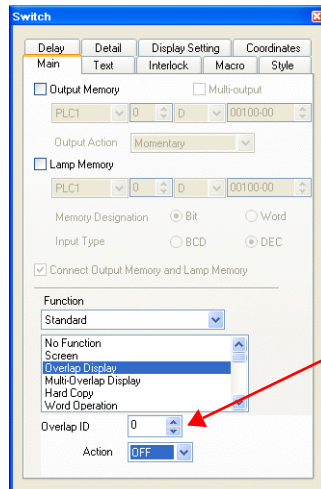 Switch
Delay Detail Display Setting Coordinates
Main Text Interlock Macro Style
Output Memory Multi-output
PLC1 0 D 00100-00
Output Action Momentary
Lamp Memory
PLC1 0 D 00100-00
Memory Designation Bit Word
Input Type BCD DEC
Connect Output Memory and Lamp Memory
Function
Standard
No Function
Screen
Overlap Display
Multi-Overlap Display
Hard Copy
Word Operation
Overlap ID 0
Action OFF